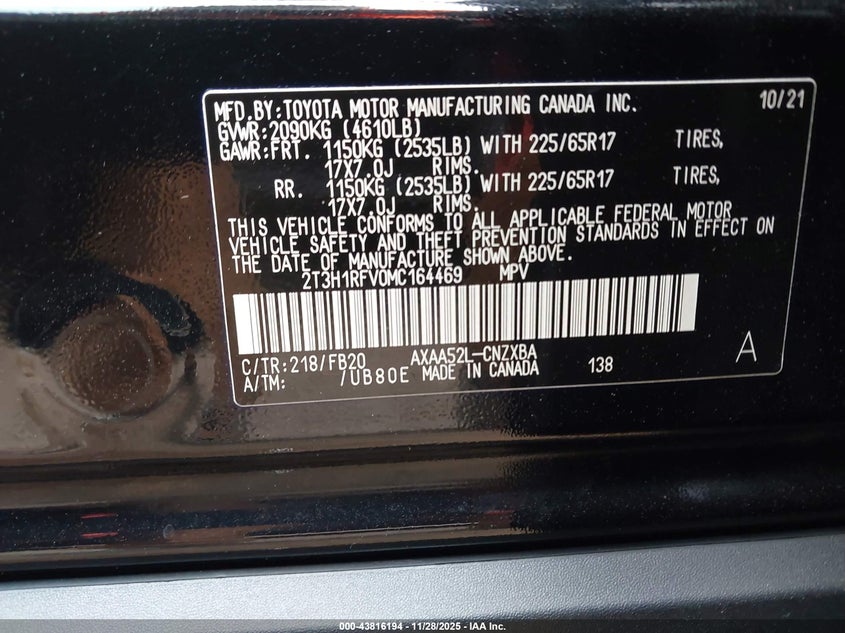 MFD.BY:TOYOTA MOTOR MANUFACTURING CANADA INC. 10/21
GVWR:2090KG (4610LB)
GAWR:FRT. 1150KG (2535LB) WITH 225/65R17 TIRES,
17X7.0J RIMS.
RR. 1150KG (2535LB) WITH 225/65R17 TIRES,
17X7.0J RIMS.
THIS VEHICLE CONFORMS TO ALL APPLICABLE FEDERAL MOTOR
VEHICLE SAFETY AND THEFT PREVENTION STANDARDS IN EFFECT ON
THE DATE OF MANUFACTURE SHOWN ABOVE.
2T3H1RFV0MC164469 MPV
C/TR:218/FB20 AXAA52L-CNZXBA 138 A
A/TM: /UB80E MADE IN CANADA
000-43816194 - 11/28/2025 - IAA Inc.